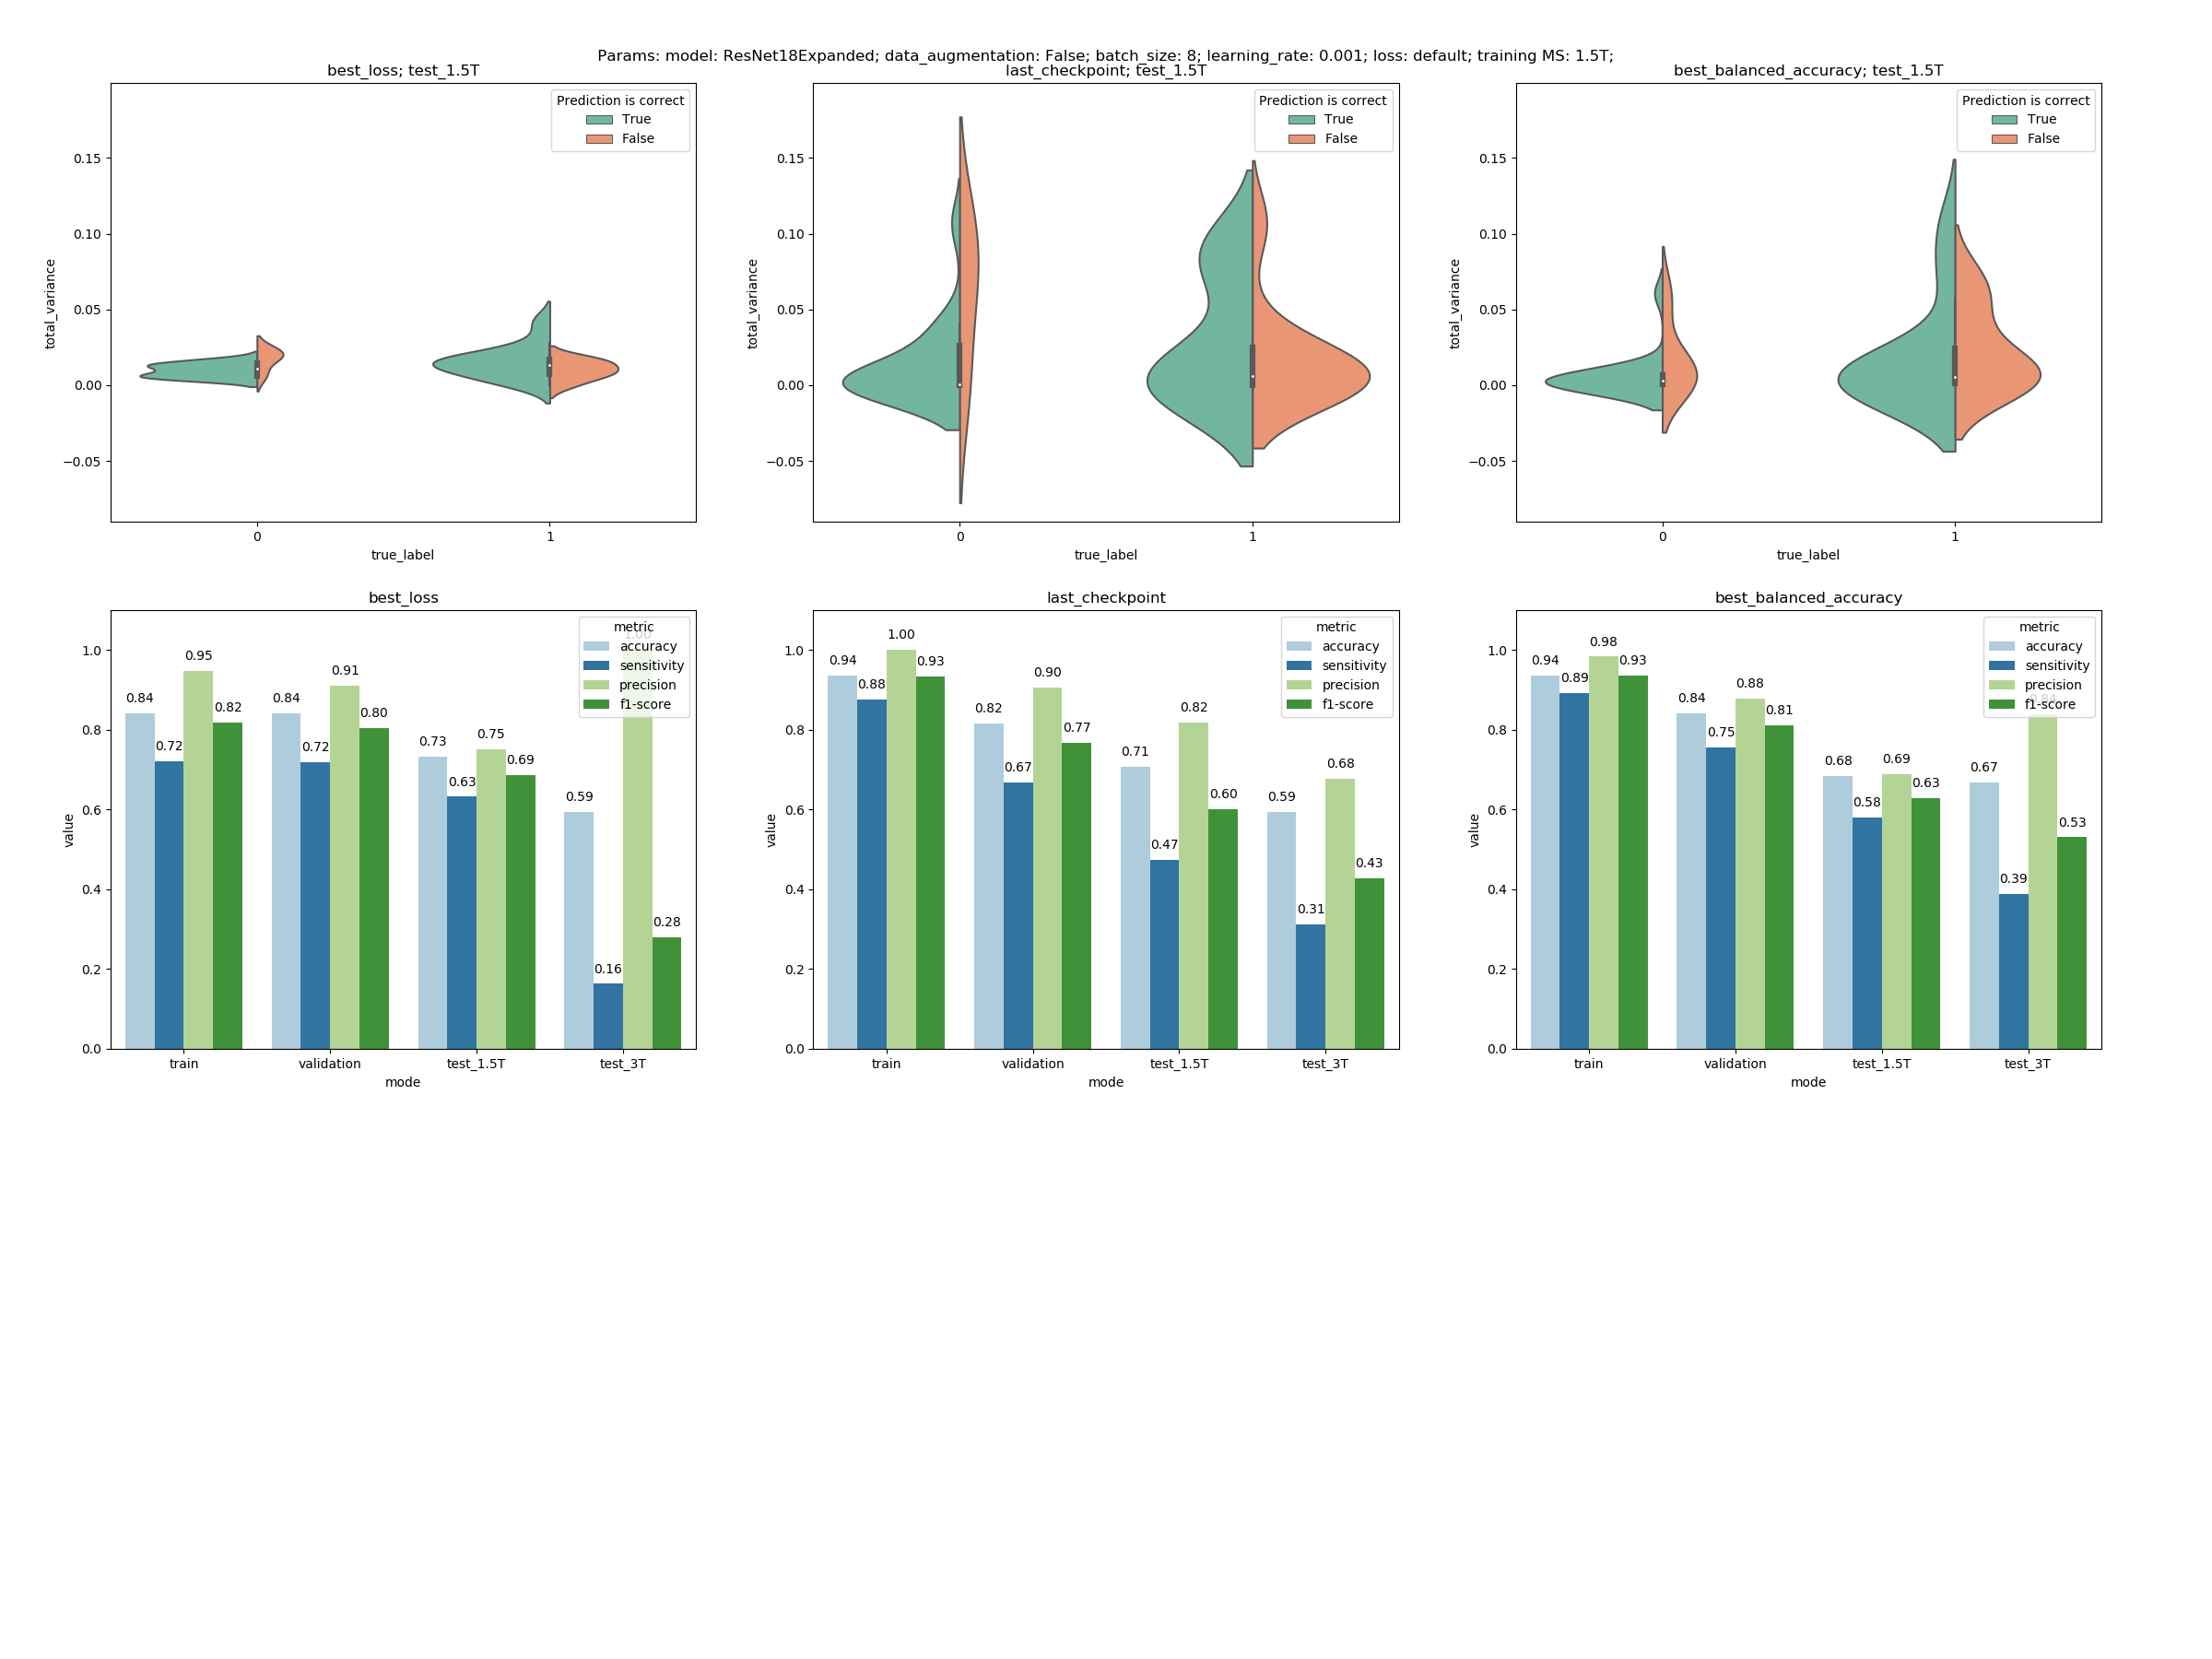 Params: model: ResNet18Expanded; data_augmentation: False; batch_size: 8; learning_rate: 0.001; loss: default; training MS: 1.5T;
best_loss; test_1.5T
Prediction is correct
True
False
0.15
0.10
0.05
0.00
−0.05
total_variance
0
1
true_label
last_checkpoint; test_1.5T
Prediction is correct
True
False
0.15
0.10
0.05
0.00
−0.05
total_variance
0
1
true_label
best_balanced_accuracy; test_1.5T
Prediction is correct
True
False
0.15
0.10
0.05
0.00
−0.05
total_variance
0
1
true_label
best_loss
metric
accuracy
sensitivity
precision
f1-score
1.0
0.8
0.6
0.4
0.2
0.0
value
0.84
0.72
0.95
0.82
0.84
0.72
0.91
0.80
0.73
0.63
0.75
0.69
0.59
0.16
1.00
0.28
train
validation
test_1.5T
test_3T
mode
last_checkpoint
metric
accuracy
sensitivity
precision
f1-score
1.0
0.8
0.6
0.4
0.2
0.0
value
0.94
0.88
1.00
0.93
0.82
0.67
0.90
0.77
0.71
0.47
0.82
0.60
0.59
0.31
0.68
0.43
train
validation
test_1.5T
test_3T
mode
best_balanced_accuracy
metric
accuracy
sensitivity
precision
f1-score
1.0
0.8
0.6
0.4
0.2
0.0
value
0.94
0.89
0.98
0.93
0.84
0.75
0.88
0.81
0.68
0.58
0.69
0.63
0.67
0.39
0.84
0.53
train
validation
test_1.5T
test_3T
mode